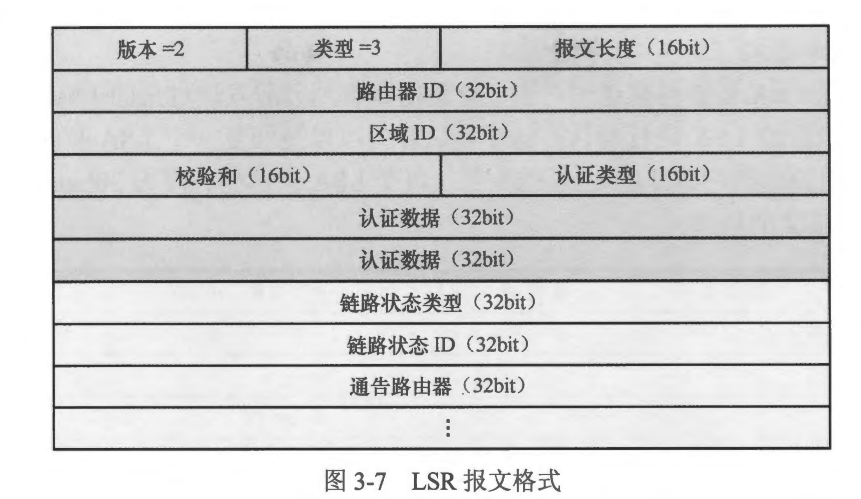 版本 =2 类型 =3 报文长度（16bit）
路由器 ID（32bit）
区域 ID（32bit）
校验和（16bit） 认证类型（16bit）
认证数据（32bit）
认证数据（32bit）
链路状态类型（32bit）
链路状态 ID（32bit）
通告路由器（32bit）
⋮
图 3-7 LSR 报文格式